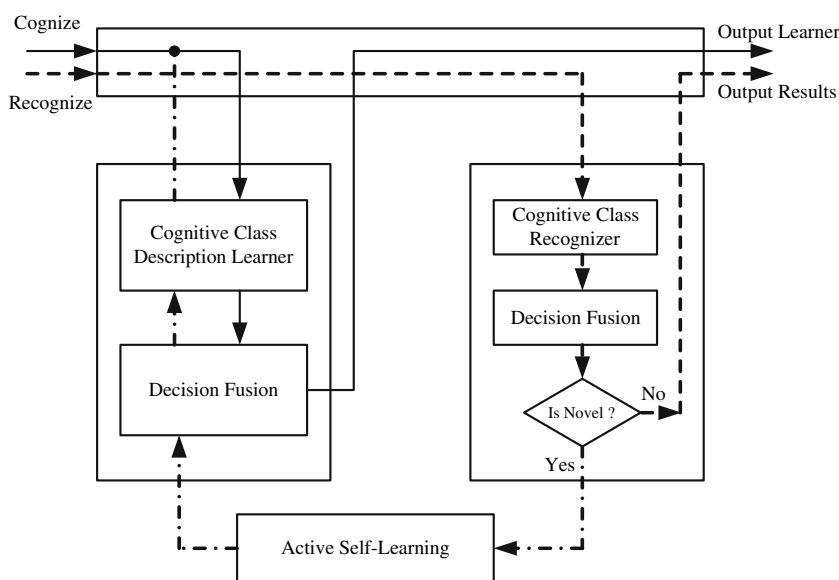 Cognize
Output Learner
Recognize
Output Results
Cognitive Class
Description Learner
Decision Fusion
Cognitive Class
Recognizer
Decision Fusion
Is Novel ?
No
Yes
Active Self-Learning